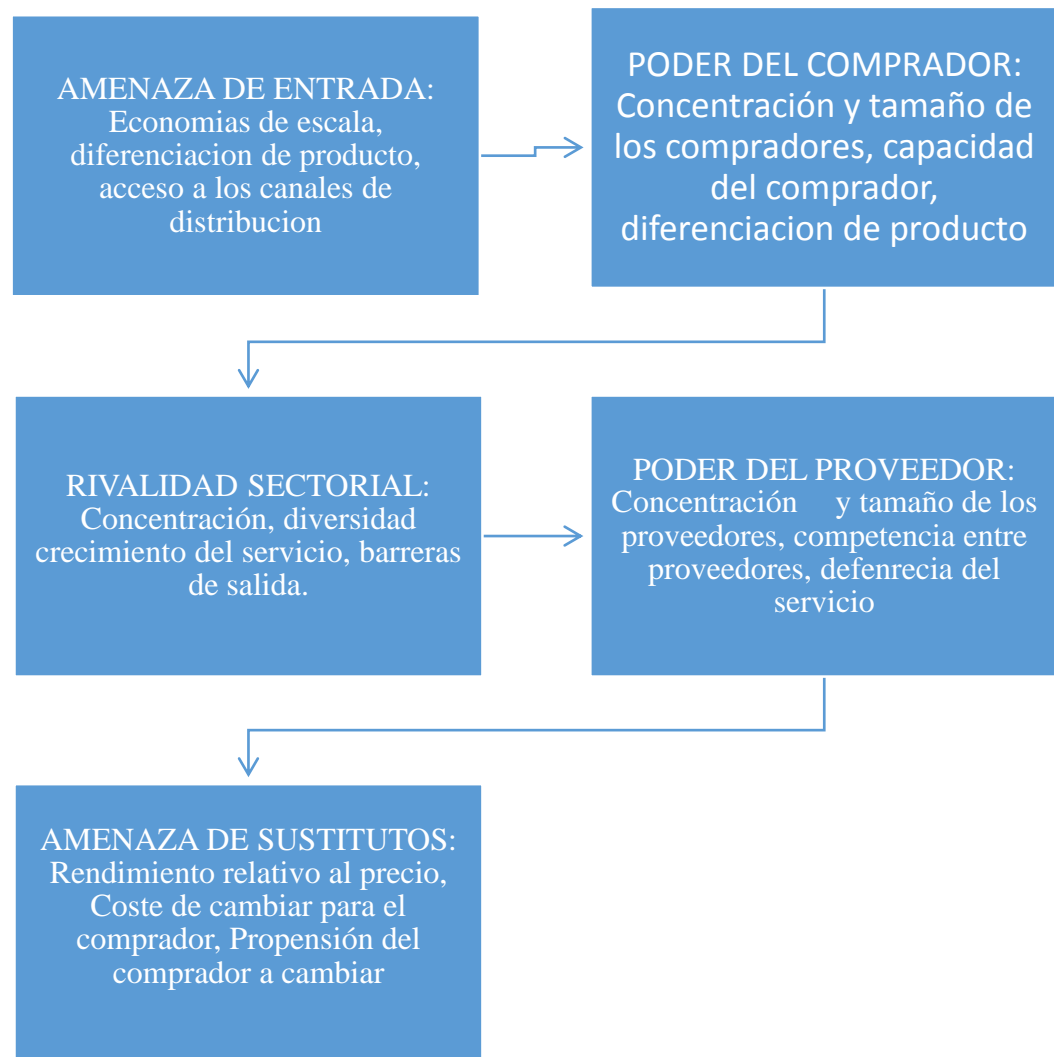 AMENAZA DE ENTRADA:
Economias de escala,
diferenciacion de producto,
acceso a los canales de
distribucion
PODER DEL COMPRADOR:
Concentración y tamaño de
los compradores, capacidad
del comprador,
diferenciacion de producto
RIVALIDAD SECTORIAL:
Concentración, diversidad
crecimiento del servicio, barreras
de salida.
PODER DEL PROVEEDOR:
Concentración y tamaño de los
proveedores, competencia entre
proveedores, defenrecia del
servicio
AMENAZA DE SUSTITUTOS:
Rendimiento relativo al precio,
Coste de cambiar para el
comprador, Propensión del
comprador a cambiar